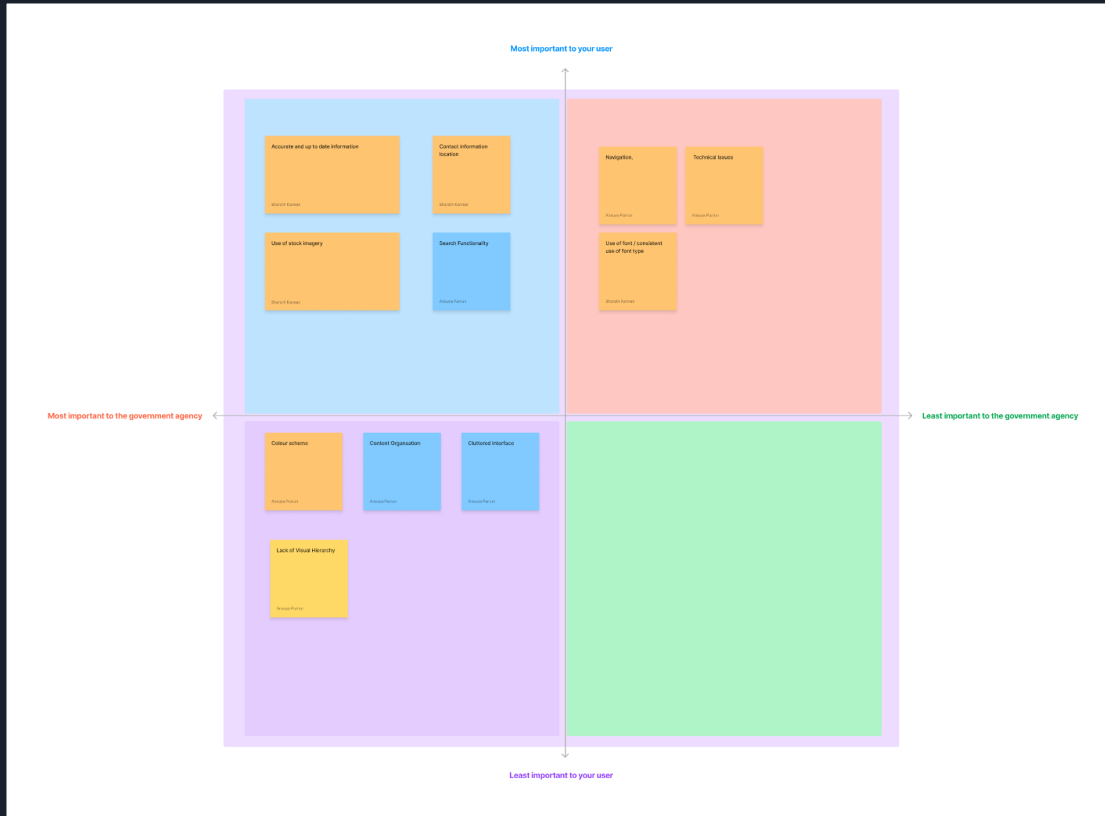 Most important to your user
Accurate and up to date information
Contact information
location
Navigation,
Technical Issues
Use of stock imagery
Search Functionality
Use of font / consistent
use of font type
Most important to the government agency
Least important to the government agency
Colour scheme
Content Organisation
Cluttered Interface
Lack of Visual Hierarchy
Least important to your user